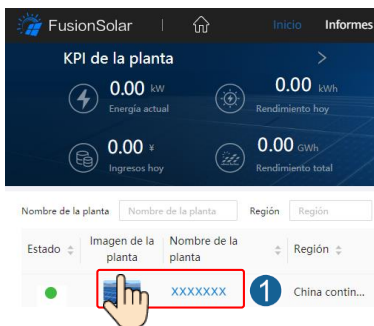 FusionSolar Inicio Informes
KPI de la planta >
0.00 kW 0.00 kWh
Energía actual Rendimiento hoy
0.00 ¥ 0.00 GWh
Ingresos hoy Rendimiento total
Nombre de la planta Nombre de la planta Región Región
Estado Imagen de la planta Nombre de la planta Región
XXXXXXX 1 China contin...